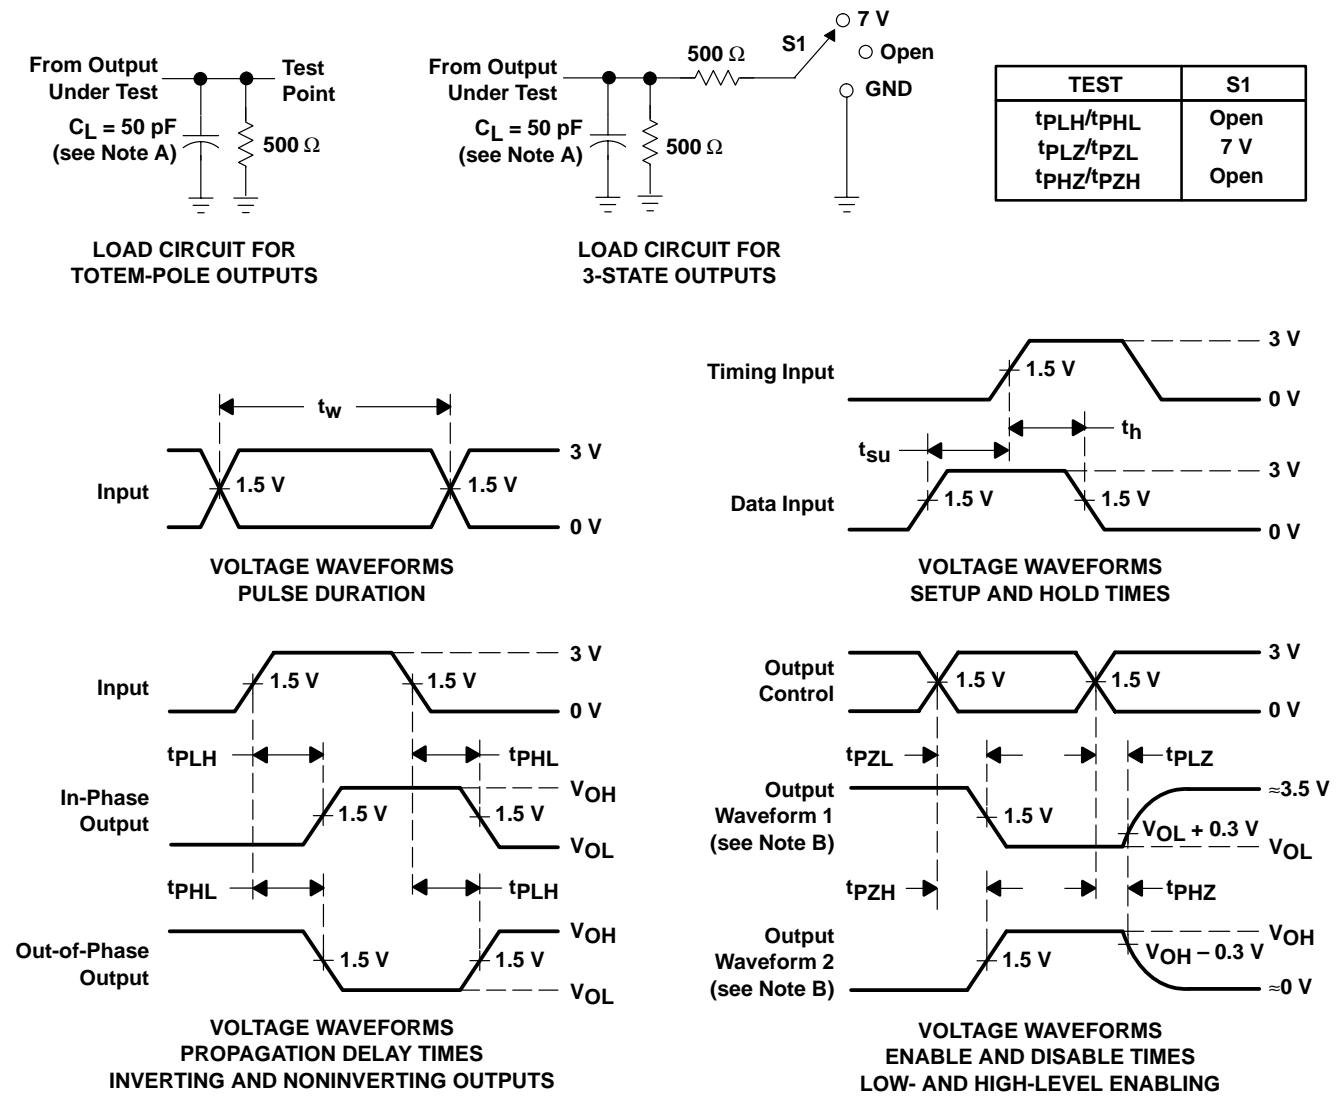 From Output
Under Test
Test
Point
CL = 50 pF
(see Note A)
500 Ω
LOAD CIRCUIT FOR
TOTEM-POLE OUTPUTS
From Output
Under Test
CL = 50 pF
(see Note A)
500 Ω
500 Ω
S1
7 V
Open
GND
LOAD CIRCUIT FOR
3-STATE OUTPUTS
TEST S1
tPLH/tPHL Open
tPLZ/tPZL 7 V
tPHZ/tPZH Open
tw
Input
1.5 V
1.5 V
3 V
0 V
VOLTAGE WAVEFORMS
PULSE DURATION
Timing Input
1.5 V
3 V
0 V
tsu
th
Data Input
1.5 V
1.5 V
3 V
0 V
VOLTAGE WAVEFORMS
SETUP AND HOLD TIMES
Input
1.5 V
1.5 V
3 V
0 V
tPLH
tPHL
In-Phase
Output
1.5 V
1.5 V
VOH
VOL
tPHL
tPLH
Out-of-Phase
Output
1.5 V
1.5 V
VOH
VOL
VOLTAGE WAVEFORMS
PROPAGATION DELAY TIMES
INVERTING AND NONINVERTING OUTPUTS
Output
Control
1.5 V
1.5 V
3 V
0 V
tPZL
tPLZ
Output
Waveform 1
(see Note B)
1.5 V
VOL + 0.3 V
≈3.5 V
VOL
tPZH
tPHZ
Output
Waveform 2
(see Note B)
1.5 V
VOH – 0.3 V
VOH
≈0 V
VOLTAGE WAVEFORMS
ENABLE AND DISABLE TIMES
LOW- AND HIGH-LEVEL ENABLING